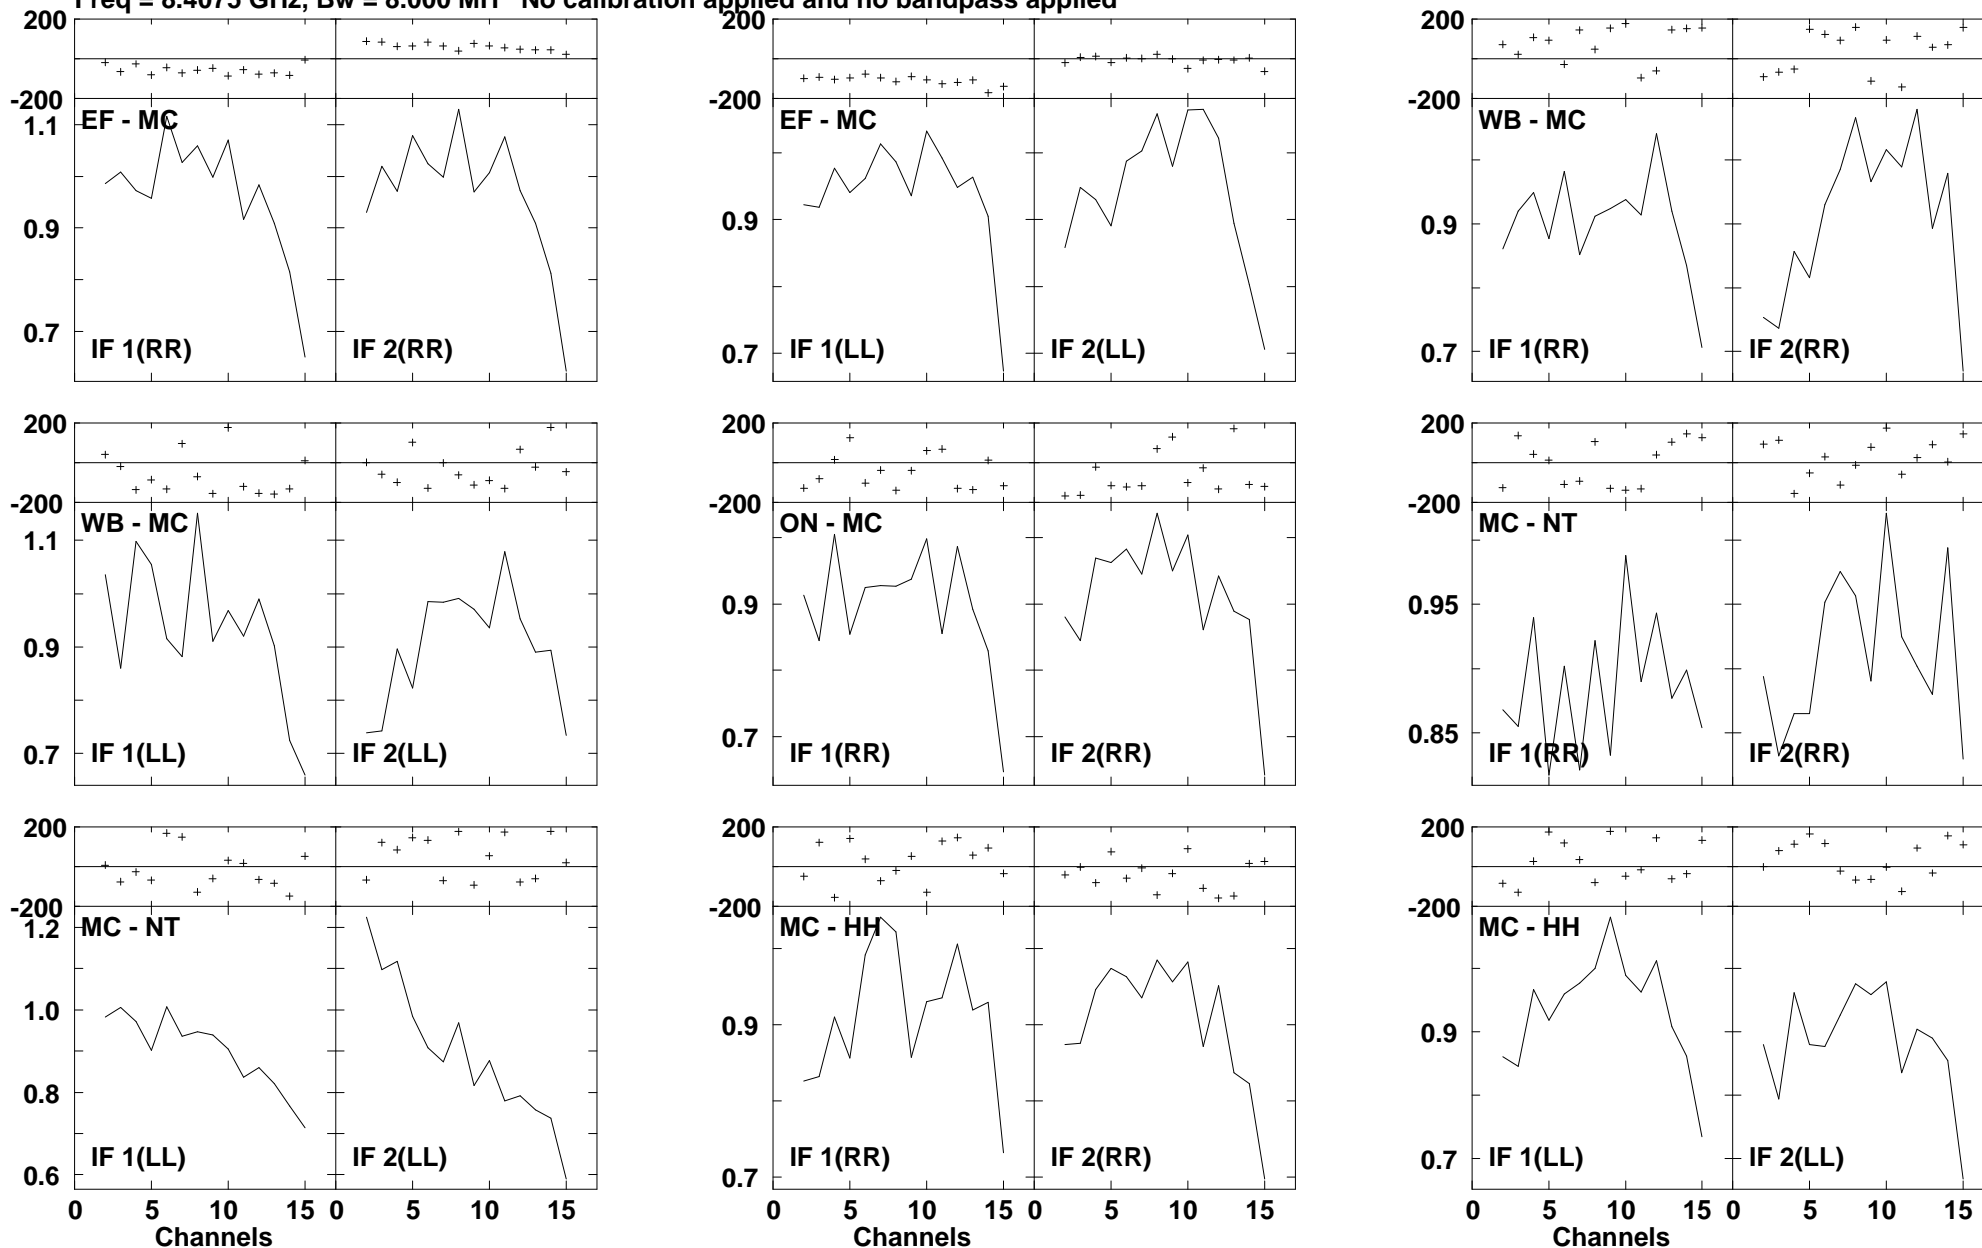 Freq = 8.4075 GHz, Bw = 8.000 MH No calibration applied and no bandpass applied
200
-200
EF - MC
1.1
0.9
0.7
IF 1(RR)
IF 2(RR)
EF - MC
0.9
0.7
IF 1(LL)
IF 2(LL)
200
-200
WB - MC
0.9
0.7
IF 1(RR)
IF 2(RR)
200
-200
WB - MC
1.1
0.9
0.7
IF 1(LL)
IF 2(LL)
200
-200
ON - MC
0.9
0.7
IF 1(RR)
IF 2(RR)
200
-200
MC - NT
0.95
0.85
IF 1(RR)
IF 2(RR)
200
-200
MC - NT
1.2
1.0
0.8
0.6
IF 1(LL)
IF 2(LL)
0 5 10 15 0 5 10 15
Channels
200
-200
MC - HH
0.9
0.7
IF 1(RR)
IF 2(RR)
0 5 10 15 0 5 10 15
Channels
200
-200
MC - HH
0.9
0.7
IF 1(LL)
IF 2(LL)
0 5 10 15 0 5 10 15
Channels